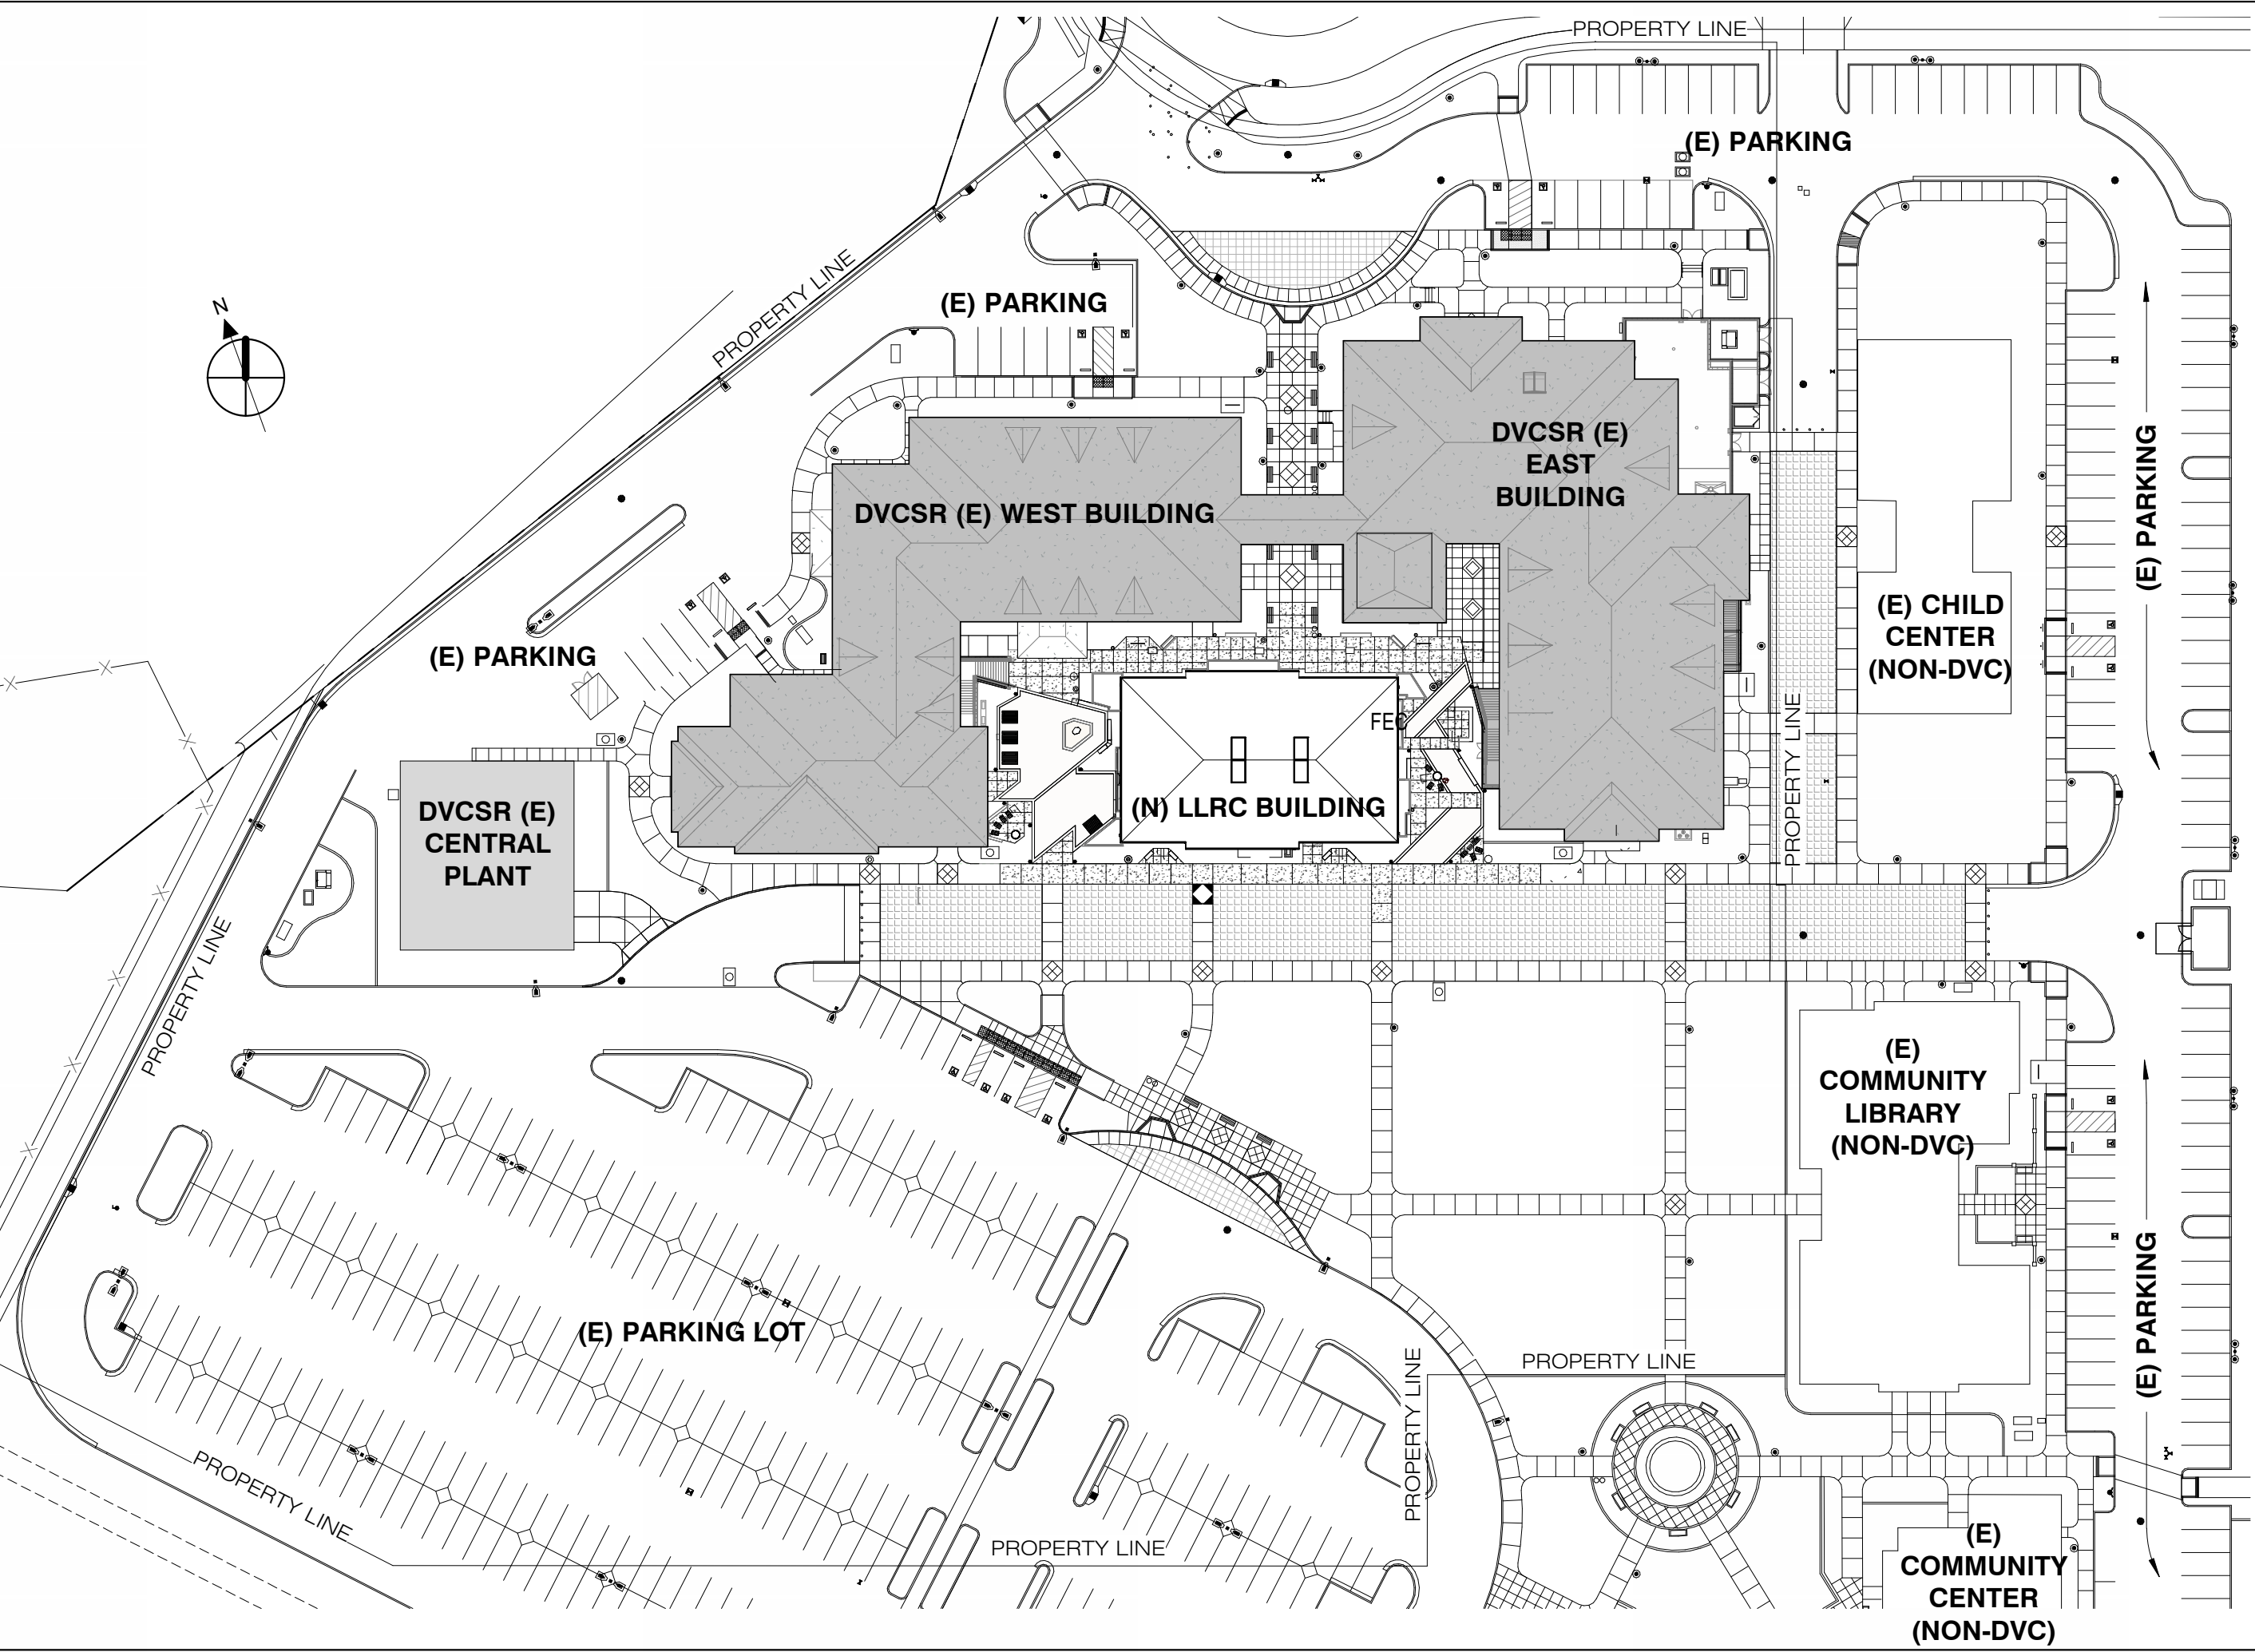 PROPERTY LINE
(E) PARKING
N
PROPERTY LINE
(E) PARKING
DVCSR (E)
EAST
BUILDING
DVCSR (E) WEST BUILDING
(E) PARKING
(E) CHILD
CENTER
(NON-DVC)
(E) PARKING
FEC
PROPERTY LINE
(N) LLRC BUILDING
DVCSR (E)
CENTRAL
PLANT
PROPERTY LINE
(E)
COMMUNITY
LIBRARY
(NON-DVC)
(E) PARKING
(E) PARKING LOT
PROPERTY LINE
PROPERTY LINE
PROPERTY LINE
PROPERTY LINE
(E)
COMMUNITY
CENTER
(NON-DVC)